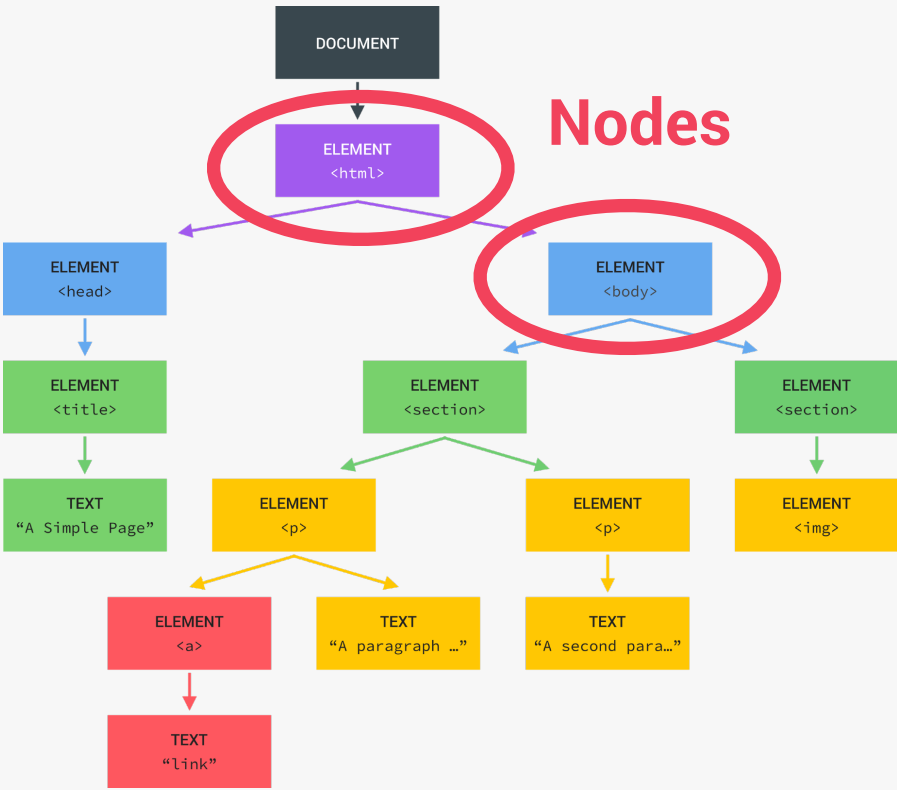 DOCUMENT
Nodes
ELEMENT
<html>
ELEMENT
<head>
ELEMENT
<body>
ELEMENT
<title>
ELEMENT
<section>
ELEMENT
<section>
TEXT
“A Simple Page”
ELEMENT
<p>
ELEMENT
<p>
ELEMENT
<img>
ELEMENT
<a>
TEXT
“A paragraph …”
TEXT
“A second para…”
TEXT
“link”